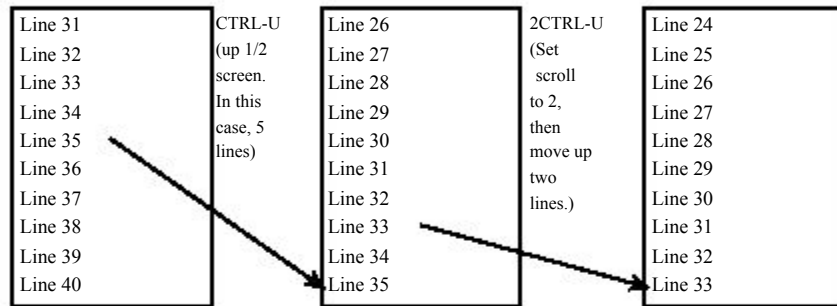 Line 31
Line 32
Line 33
Line 34
Line 35
Line 36
Line 37
Line 38
Line 39
Line 40
CTRL-U
(up 1/2
screen.
In this
case, 5
lines)
Line 26
Line 27
Line 28
Line 29
Line 30
Line 31
Line 32
Line 33
Line 34
Line 35
2CTRL-U
(Set
scroll
to 2,
then
move up
two
lines.)
Line 24
Line 25
Line 26
Line 27
Line 28
Line 29
Line 30
Line 31
Line 32
Line 33